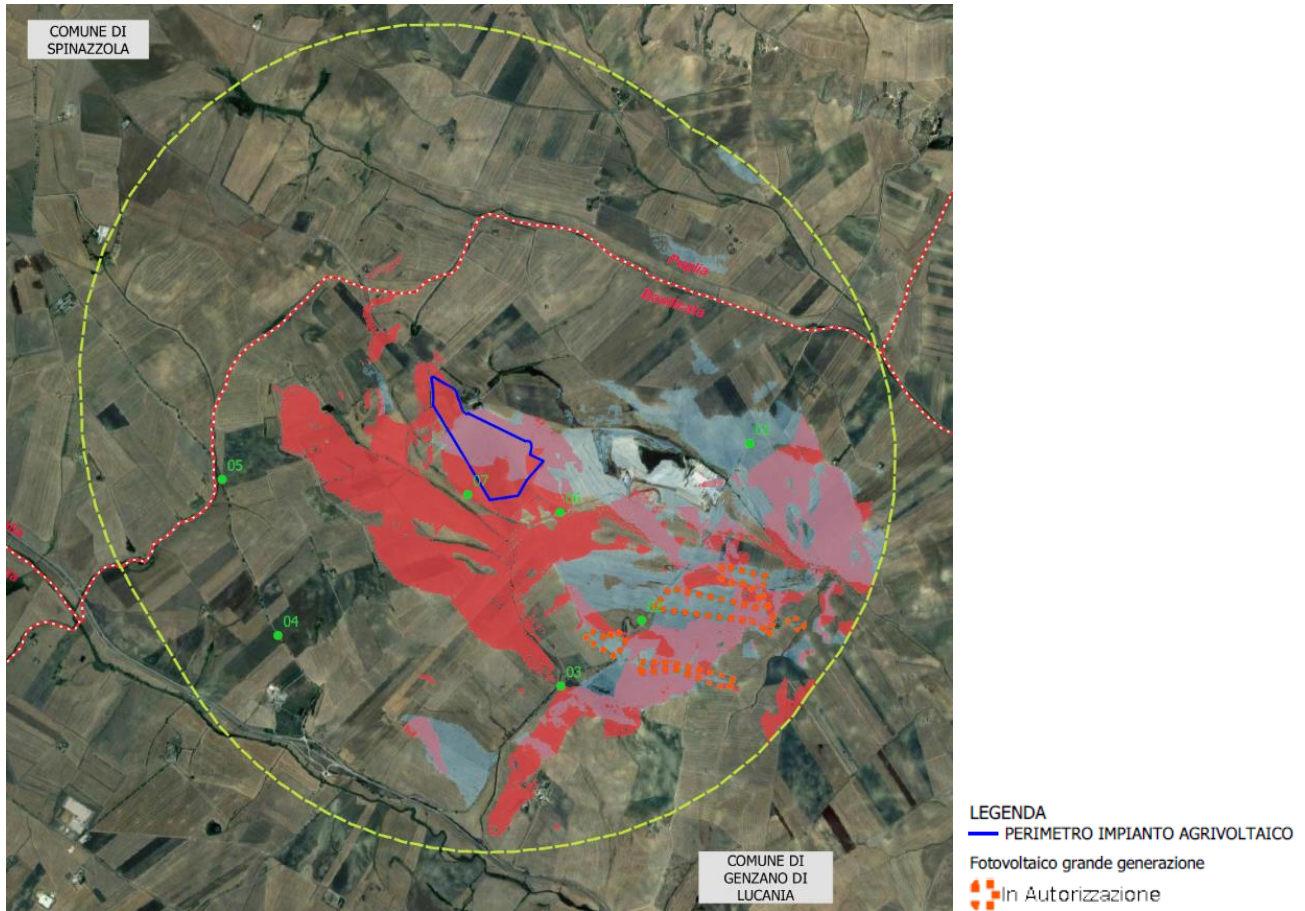 COMUNE DI
SPINAZZOLA
Puglia
Basilicata
05
07
04
03
COMUNE DI
GENZANO DI
LUCANIA
LEGENDA
PERIMETRO IMPIANTO AGRIVOLTAICO
Fotovoltaico grande generazione
In Autorizzazione